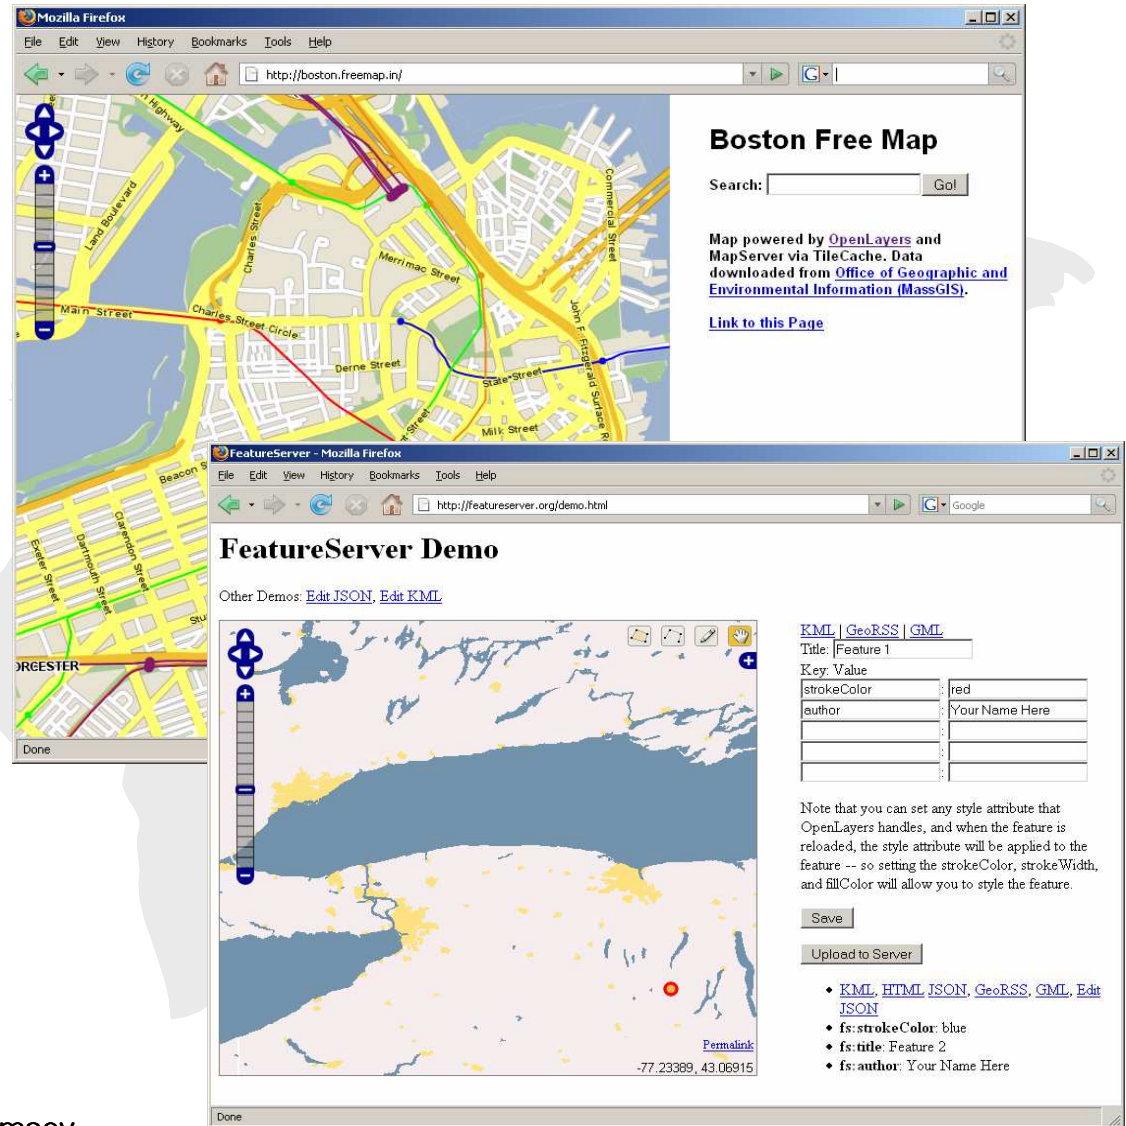 Mozilla Firefox
File Edit View History Bookmarks Tools Help
http://boston.freemap.in/
G
Highway
Land Boulevard
Charles Street
Commercial Street
Merrimac Street
Main Street
Charles Street Circle
John F. Fitzgerald Surface
Derne Street
State Street
Milk Street
Beacon
Clarendon Street
Dartmouth Street
Exeter Street
Boston Free Map
Search: Go!
Map powered by OpenLayers and
MapServer via TileCache. Data
downloaded from Office of Geographic and
Environmental Information (MassGIS).
Link to this Page
Done
FeatureServer - Mozilla Firefox
File Edit View History Bookmarks Tools Help
http://featureserver.org/demo.html
G Google
FeatureServer Demo
Other Demos: Edit JSON, Edit KML
Permalink
-77.23389, 43.06915
KML | GeoRSS | GML
Title: Feature 1
Key: Value
strokeColor : red
author : Your Name Here
:
:
:
Note that you can set any style attribute that
OpenLayers handles, and when the feature is
reloaded, the style attribute will be applied to the
feature -- so setting the strokeColor, strokeWidth,
and fillColor will allow you to style the feature.
Save
Upload to Server
• KML, HTML JSON, GeoRSS, GML, Edit
JSON
• fs:strokeColor: blue
• fs:title: Feature 2
• fs:author: Your Name Here
Done